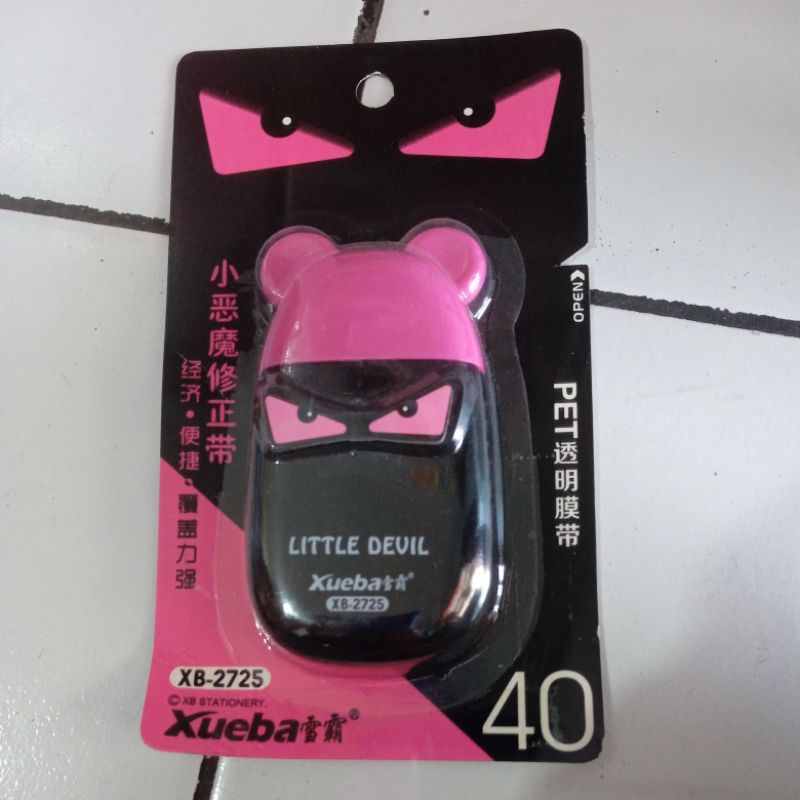 小恶魔修正带
经济·便捷·覆盖力强
OPEN
PET透明膜带
LITTLE DEVIL
Xueba雪霸®
XB-2725
XB-2725
© XB STATIONERY.
Xueba雪霸®
40